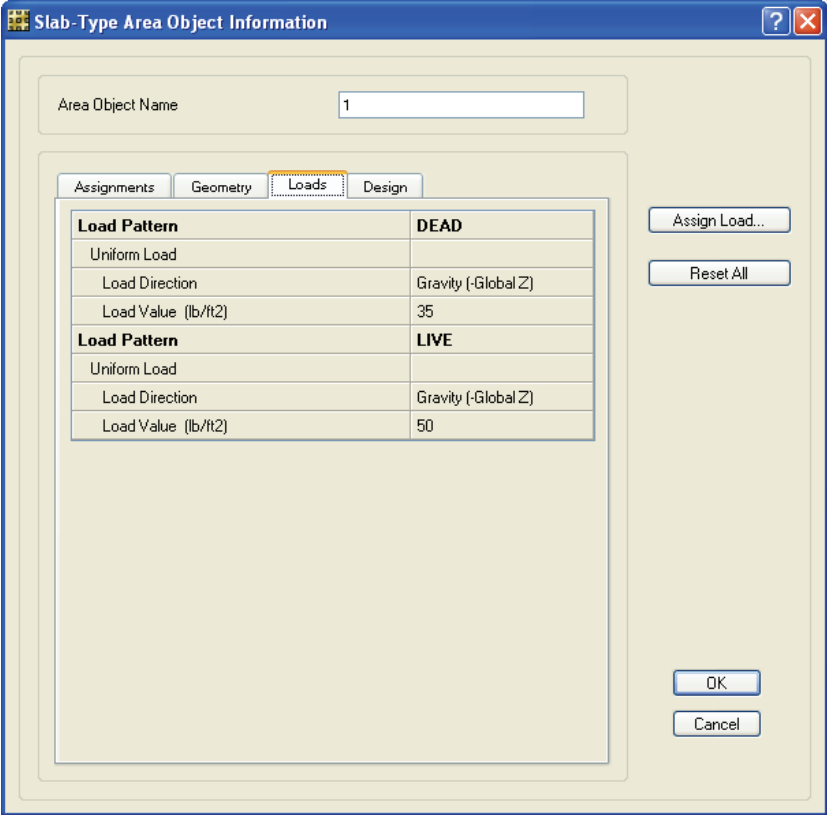 Slab-Type Area Object Information
Area Object Name 1
Assignments Geometry Loads Design
Load Pattern DEAD
Uniform Load
Load Direction Gravity (-Global Z)
Load Value (lb/ft2) 35
Load Pattern LIVE
Uniform Load
Load Direction Gravity (-Global Z)
Load Value (lb/ft2) 50
Assign Load...
Reset All
OK
Cancel